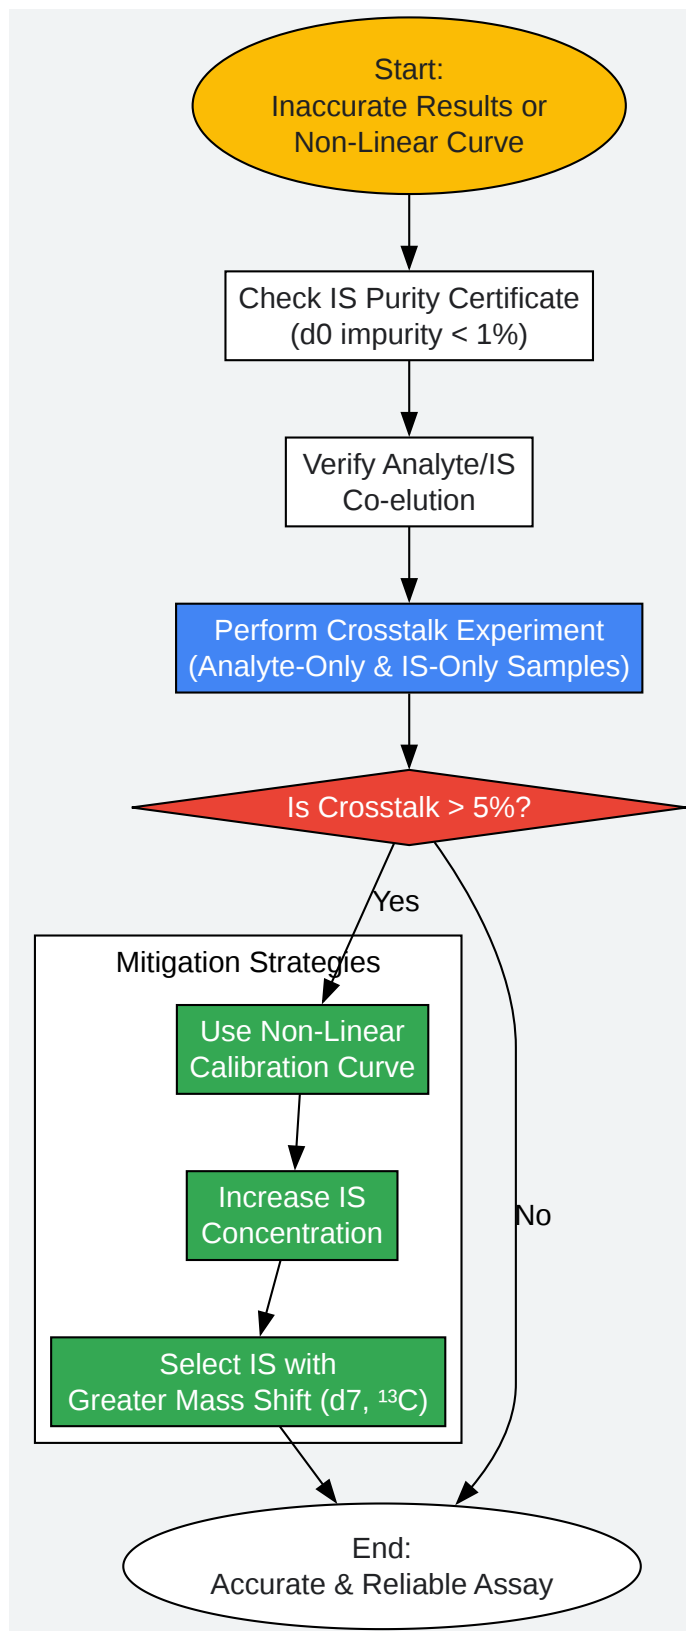 Start:
Inaccurate Results or
Non-Linear Curve
Check IS Purity Certificate
(d0 impurity < 1%)
Verify Analyte/IS
Co-elution
Perform Crosstalk Experiment
(Analyte-Only & IS-Only Samples)
Is Crosstalk > 5%?
Yes
Mitigation Strategies
Use Non-Linear
Calibration Curve
Increase IS
Concentration
No
Select IS with
Greater Mass Shift (d7, ¹³C)
End:
Accurate & Reliable Assay